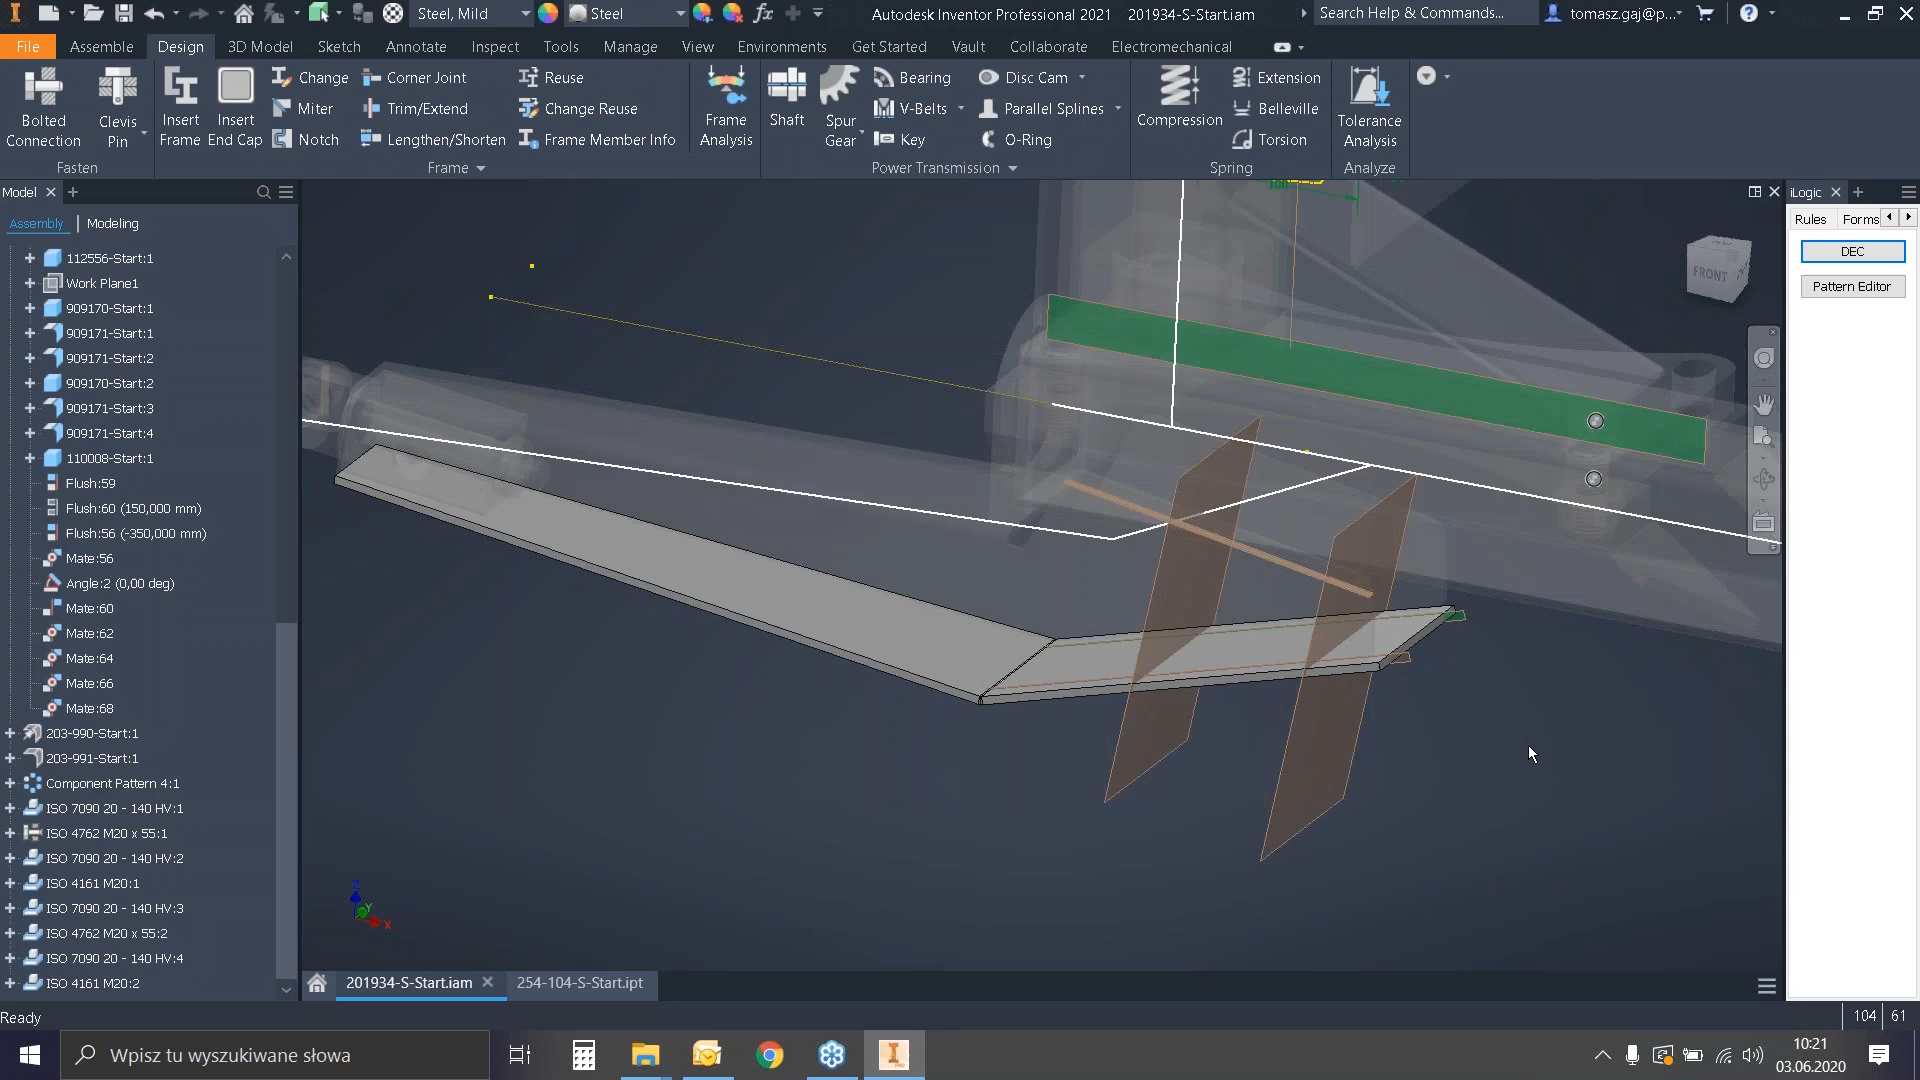 Steel, Mild
Steel
fx
Autodesk Inventor Professional 2021 201934-S-Start.iam
Search Help & Commands...
tomasz.gaj@p...
File
Assemble
Design
3D Model
Sketch
Annotate
Inspect
Tools
Manage
View
Environments
Get Started
Vault
Collaborate
Electromechanical
Bolted Connection
Clevis Pin
Insert Frame
Insert End Cap
Change
Miter
Notch
Corner Joint
Trim/Extend
Lengthen/Shorten
Reuse
Change Reuse
Frame Member Info
Frame Analysis
Shaft
Spur Gear
Bearing
V-Belts
Key
Disc Cam
Parallel Splines
O-Ring
Compression
Extension
Belleville
Torsion
Tolerance Analysis
Fasten
Frame
Power Transmission
Spring
Analyze
Model
Assembly
Modeling
112556-Start:1
Work Plane1
909170-Start:1
909171-Start:1
909171-Start:2
909170-Start:2
909171-Start:3
909171-Start:4
110008-Start:1
Flush:59
Flush:60 (150,000 mm)
Flush:56 (-350,000 mm)
Mate:56
Angle:2 (0,00 deg)
Mate:60
Mate:62
Mate:64
Mate:66
Mate:68
203-990-Start:1
203-991-Start:1
Component Pattern 4:1
ISO 7090 20 - 140 HV:1
ISO 4762 M20 x 55:1
ISO 7090 20 - 140 HV:2
ISO 4161 M20:1
ISO 7090 20 - 140 HV:3
ISO 4762 M20 x 55:2
ISO 7090 20 - 140 HV:4
ISO 4161 M20:2
FRONT
Z
Y
X
iLogic
Rules
Forms
DEC
Pattern Editor
201934-S-Start.iam
254-104-S-Start.ipt
Ready
104
61
Wpisz tu wyszukiwane słowa
10:21
03.06.2020